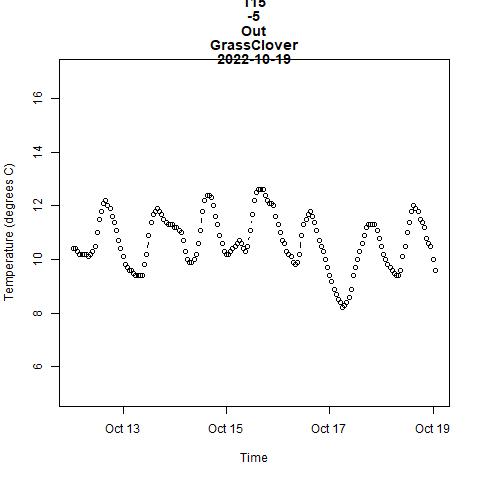 T15
-5
Out
GrassClover
2022-10-19
Temperature (degrees C)
16
14
12
10
8
6
Oct 13
Oct 15
Oct 17
Oct 19
Time